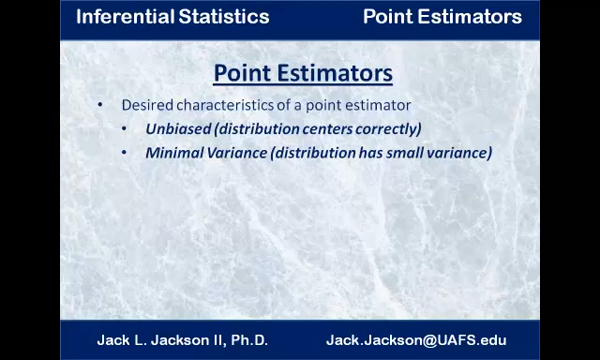 Inferential Statistics Point Estimators
Point Estimators
• Desired characteristics of a point estimator
• Unbiased (distribution centers correctly)
• Minimal Variance (distribution has small variance)
Jack L. Jackson II, Ph.D. Jack.Jackson@UAFS.edu